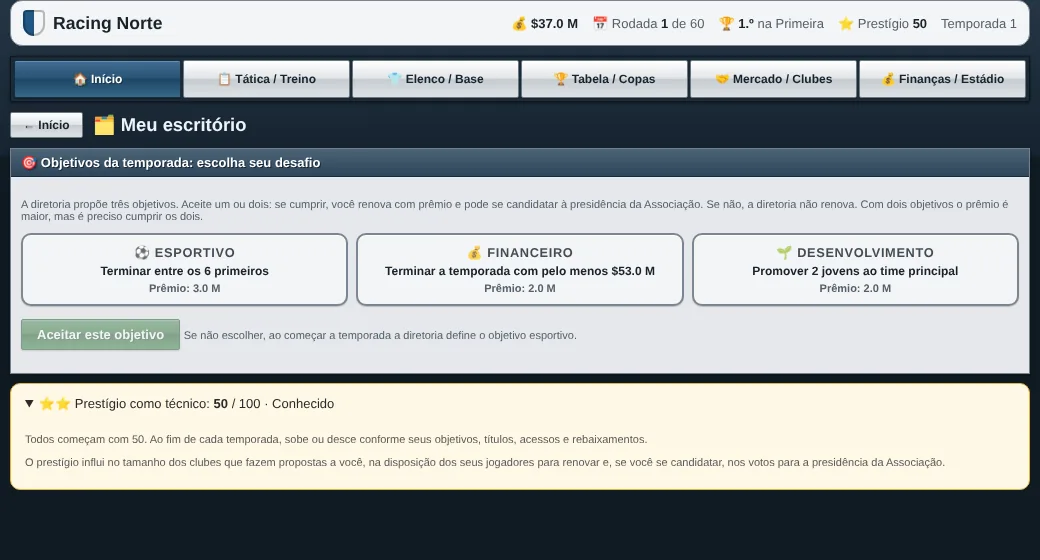 Racing Norte
💰 $37.0 M 📅 Rodada 1 de 60 🏆 1.º na Primeira ⭐ Prestígio 50 Temporada 1
🏠 Início
📋 Tática / Treino
👕 Elenco / Base
🏆 Tabela / Copas
🤝 Mercado / Clubes
💰 Finanças / Estádio
← Início
🗂️ Meu escritório
🎯 Objetivos da temporada: escolha seu desafio
A diretoria propõe três objetivos. Aceite um ou dois: se cumprir, você renova com prêmio e pode se candidatar à presidência da Associação. Se não, a diretoria não renova. Com dois objetivos o prêmio é
maior, mas é preciso cumprir os dois.
⚽ ESPORTIVO
Terminar entre os 6 primeiros
Prêmio: 3.0 M
💰 FINANCEIRO
Terminar a temporada com pelo menos $53.0 M
Prêmio: 2.0 M
🌱 DESENVOLVIMENTO
Promover 2 jovens ao time principal
Prêmio: 2.0 M
Aceitar este objetivo
Se não escolher, ao começar a temporada a diretoria define o objetivo esportivo.
▼ ⭐⭐ Prestígio como técnico: 50 / 100 · Conhecido
Todos começam com 50. Ao fim de cada temporada, sobe ou desce conforme seus objetivos, títulos, acessos e rebaixamentos.
O prestígio influi no tamanho dos clubes que fazem propostas a você, na disposição dos seus jogadores para renovar e, se você se candidatar, nos votos para a presidência da Associação.